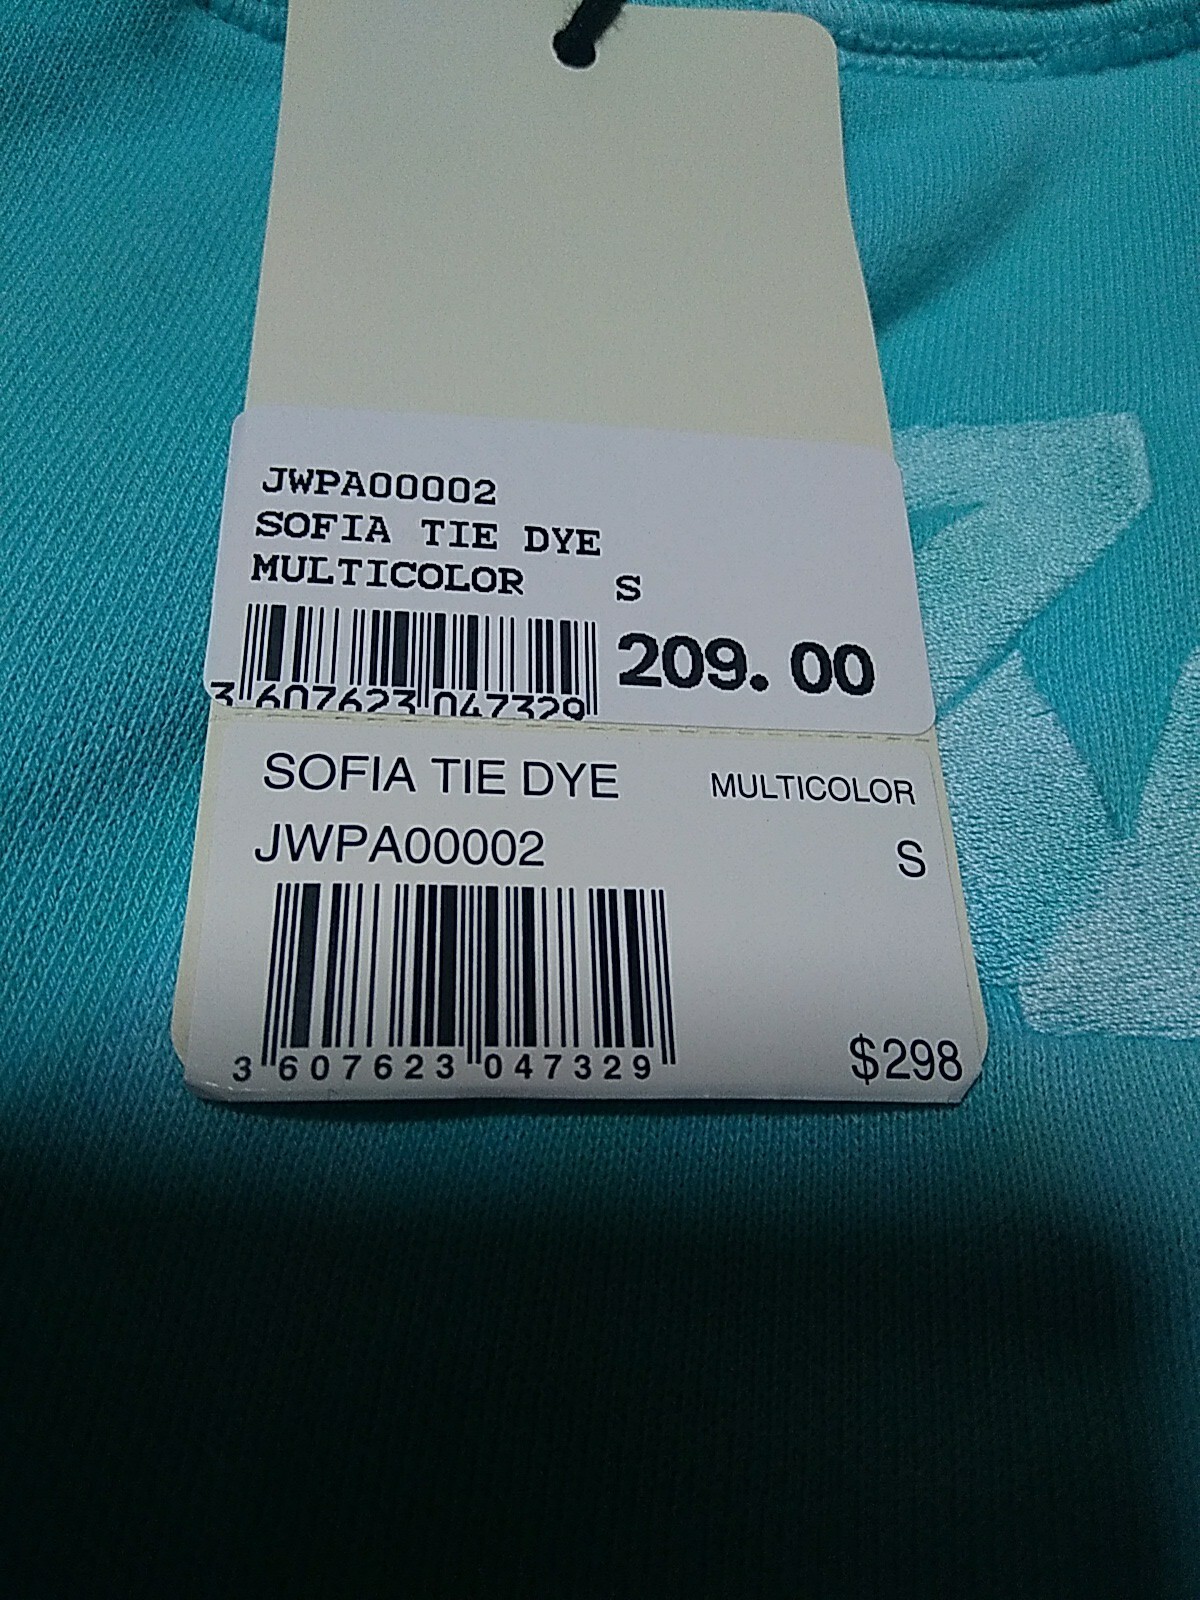 JWPA00002
SOFIA TIE DYE
MULTICOLOR S
209.00
3 607623 047329
SOFIA TIE DYE MULTICOLOR
JWPA00002 S
3 607623 047329
$298